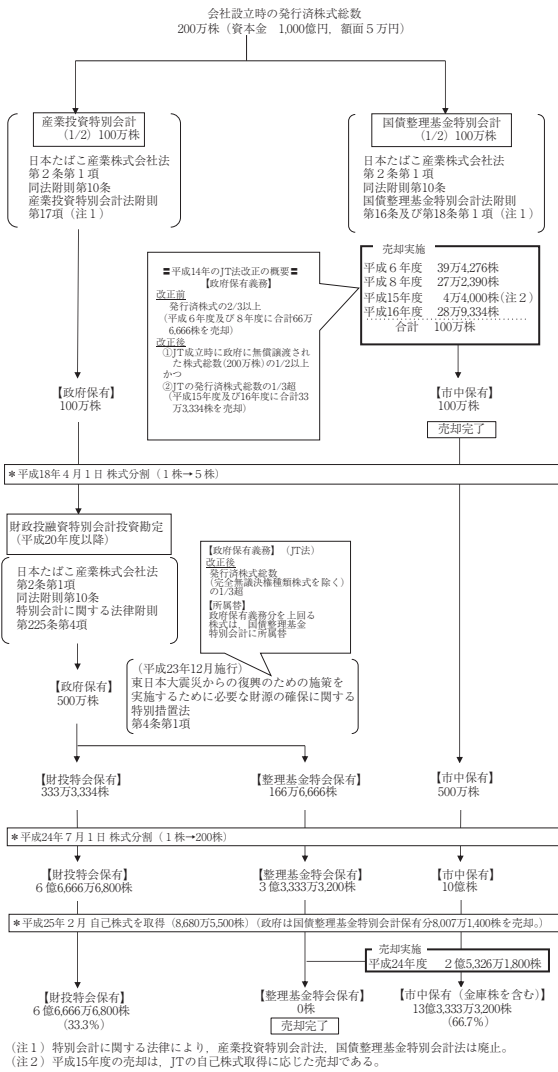 会社設立時の発行済株式総数
200万株（資本金　1,000億円，額面５万円）
産業投資特別会計
(1/2) 100万株
日本たばこ産業株式会社法
第２条第１項
同法附則第10条
産業投資特別会計法附則
第17項（注１）
国債整理基金特別会計
(1/2) 100万株
日本たばこ産業株式会社法
第２条第１項
同法附則第10条
国債整理基金特別会計法附則
第16条及び第18条第１項（注１）
売却実施
平成６年度　39万4,276株
平成８年度　27万2,390株
平成15年度　4万4,000株（注２）
平成16年度　28万9,334株
合計　100万株
〓平成14年のJT法改正の概要〓
【政府保有義務】
改正前
発行済株式の2/3以上
（平成６年度及び８年度に合計66万
6,666株を売却）
改正後
①JT成立時に政府に無償譲渡され
た株式総数(200万株)の1/2以上
かつ
②JTの発行済株式総数の1/3超
（平成15年度及び16年度に合計33
万3,334株を売却）
【政府保有】
100万株
【市中保有】
100万株
売却完了
＊平成18年４月１日 株式分割（１株→５株）
財政投融資特別会計投資勘定
（平成20年度以降）
日本たばこ産業株式会社法
第2条第1項
同法附則第10条
特別会計に関する法律附則
第225条第4項
【政府保有義務】（JT法）
改正後
発行済株式総数
（完全無議決権種類株式を除く）
の1/3超
【所属替】
政府保有義務分を上回る
株式は，国債整理基金
特別会計に所属替
【政府保有】
500万株
（平成23年12月施行）
東日本大震災からの復興のための施策を
実施するために必要な財源の確保に関する
特別措置法
第4条第1項
【財投特会保有】
333万3,334株
【整理基金特会保有】
166万6,666株
【市中保有】
500万株
＊平成24年７月１日 株式分割（１株→200株）
【財投特会保有】
６億6,666万6,800株
【整理基金特会保有】
３億3,333万3,200株
【市中保有】
10億株
＊平成25年２月 自己株式を取得（8,680万5,500株）（政府は国債整理基金特別会計保有分8,007万1,400株を売却。）
売却実施
平成24年度　２億5,326万1,800株
【財投特会保有】
６億6,666万6,800株
(33.3%)
【整理基金特会保有】
0株
売却完了
【市中保有（金庫株を含む）】
13億3,333万3,200株
(66.7%)
（注１）特別会計に関する法律により，産業投資特別会計法，国債整理基金特別会計法は廃止。
（注２）平成15年度の売却は，JTの自己株式取得に応じた売却である。